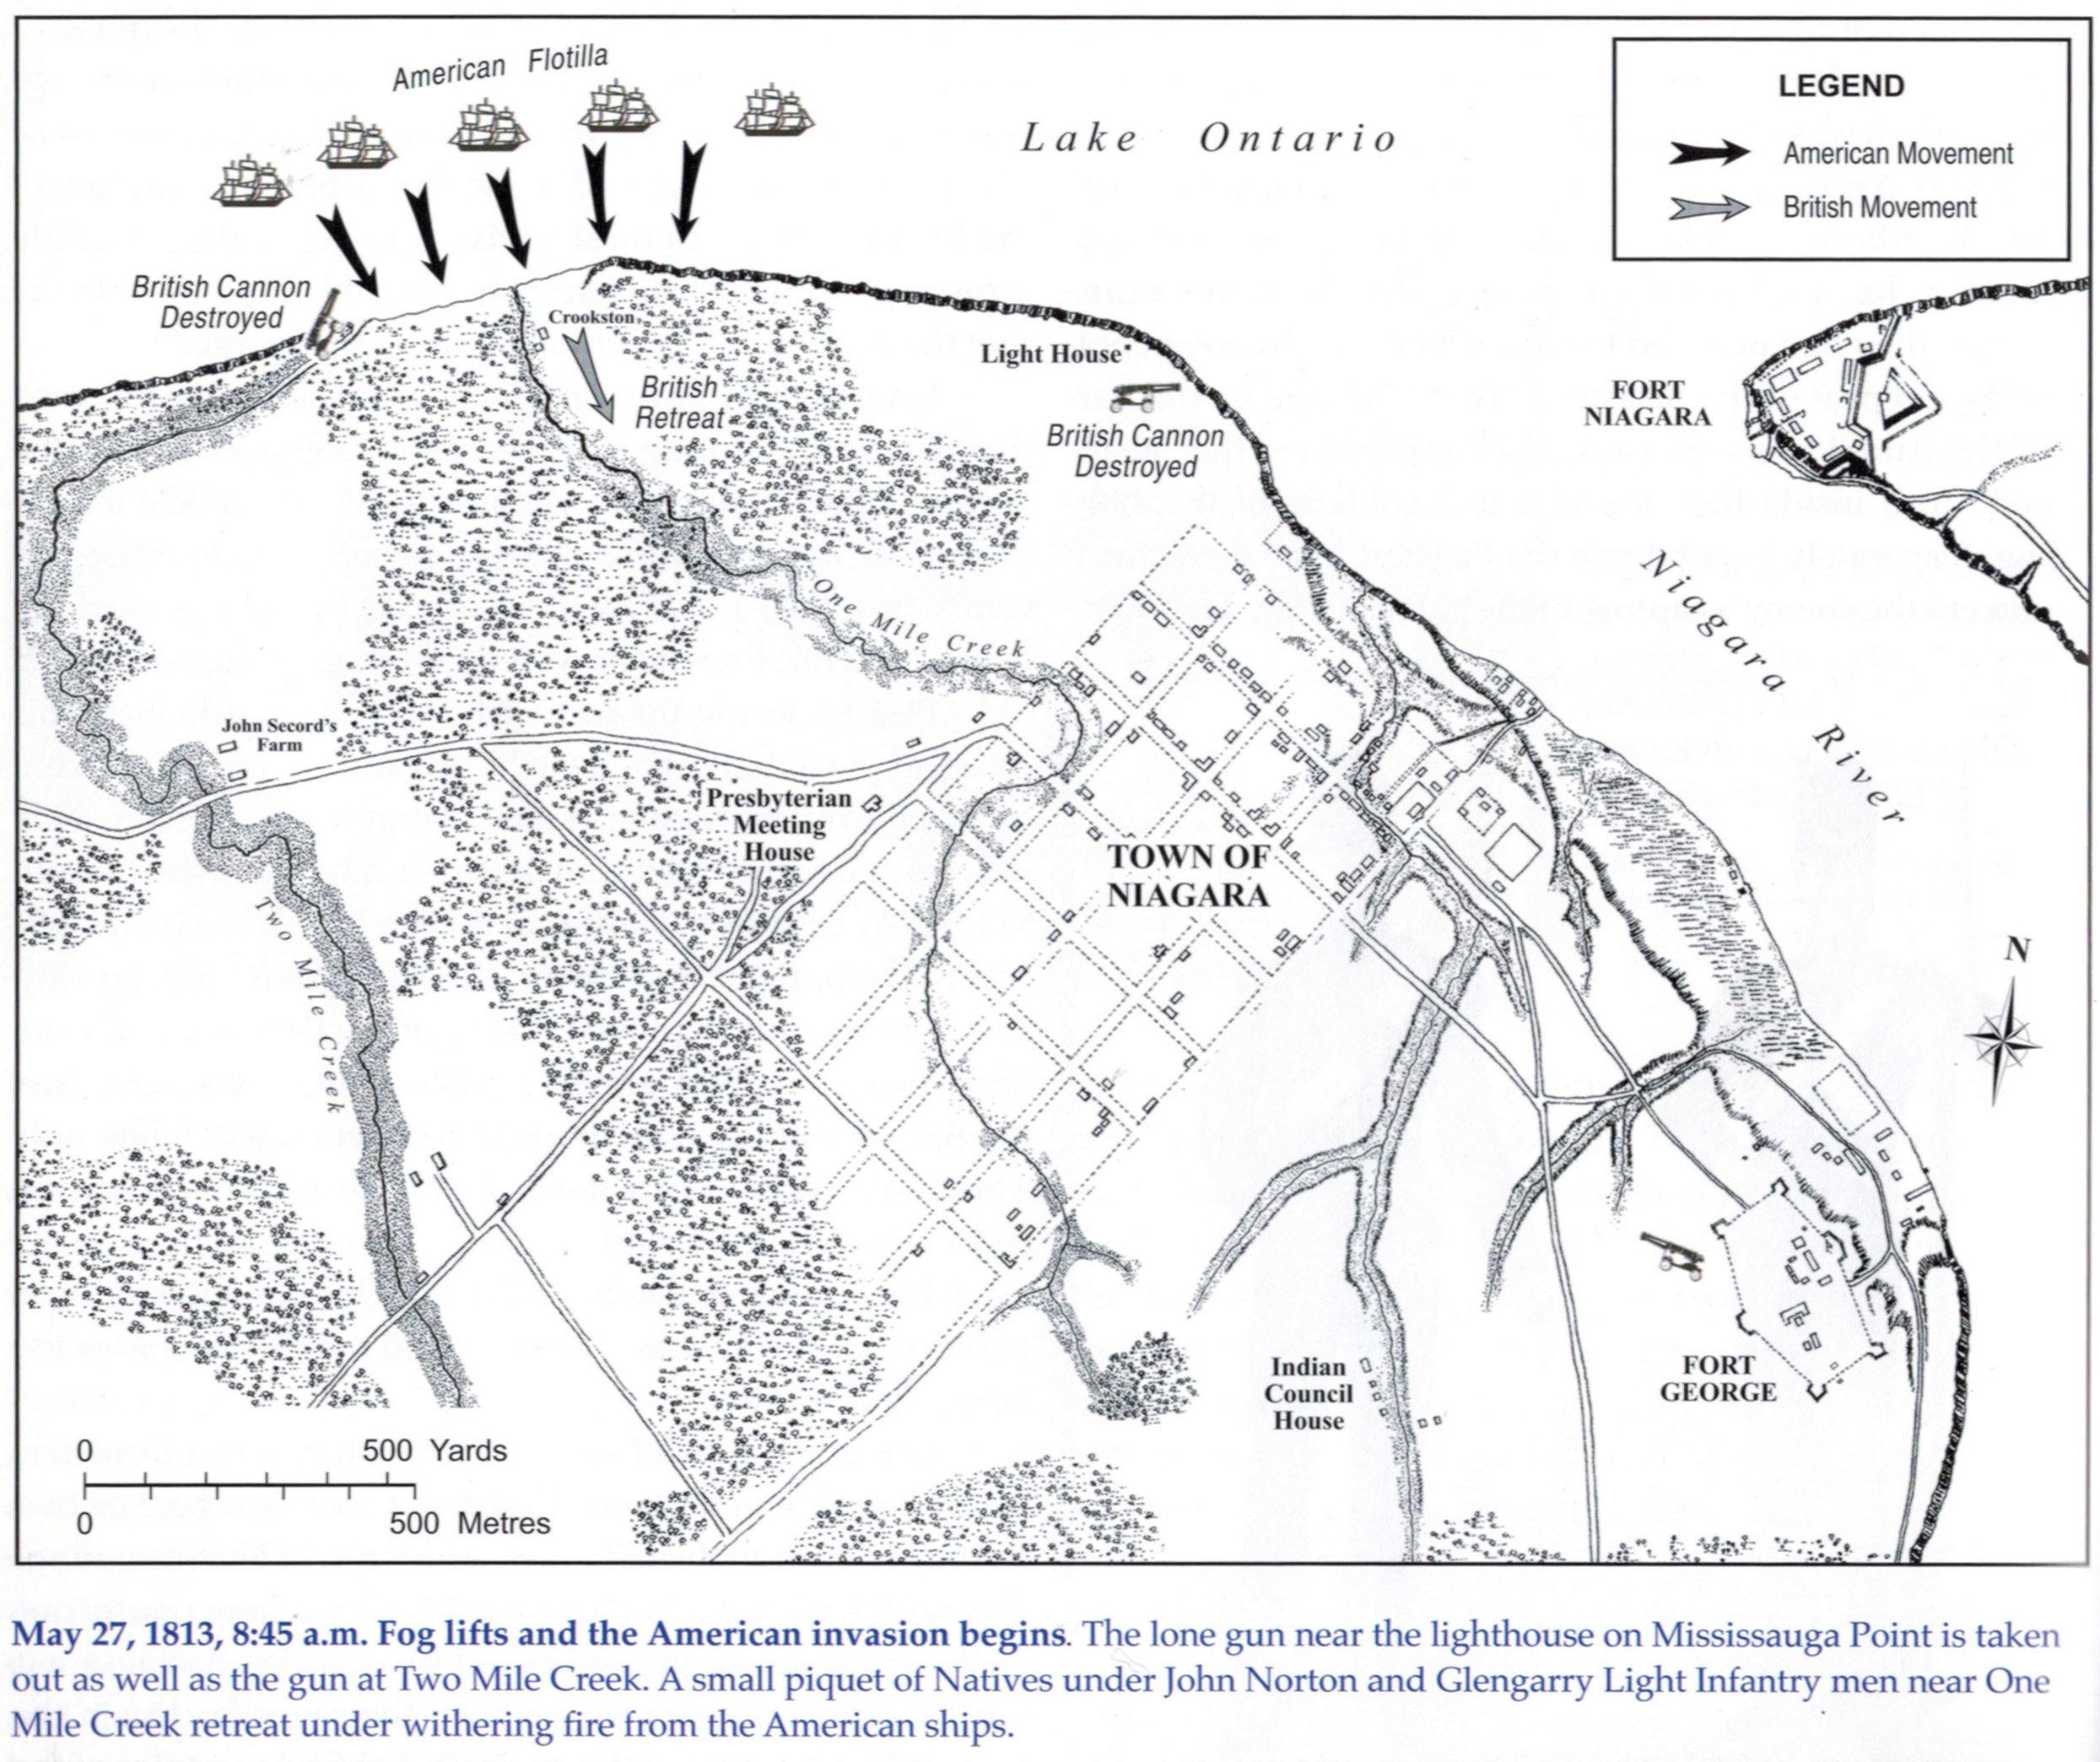 American Flotilla
Lake Ontario
LEGEND
American Movement
British Movement
British Cannon
Destroyed
Crookston
British
Retreat
Light House
British Cannon
Destroyed
FORT
NIAGARA
Niagara River
One Mile Creek
John Secord's
Farm
Presbyterian
Meeting
House
TOWN OF
NIAGARA
Two Mile Creek
N
Indian
Council
House
FORT
GEORGE
0 500 Yards
0 500 Metres
May 27, 1813, 8:45 a.m. Fog lifts and the American invasion begins. The lone gun near the lighthouse on Mississauga Point is taken
out as well as the gun at Two Mile Creek. A small piquet of Natives under John Norton and Glengarry Light Infantry men near One
Mile Creek retreat under withering fire from the American ships.